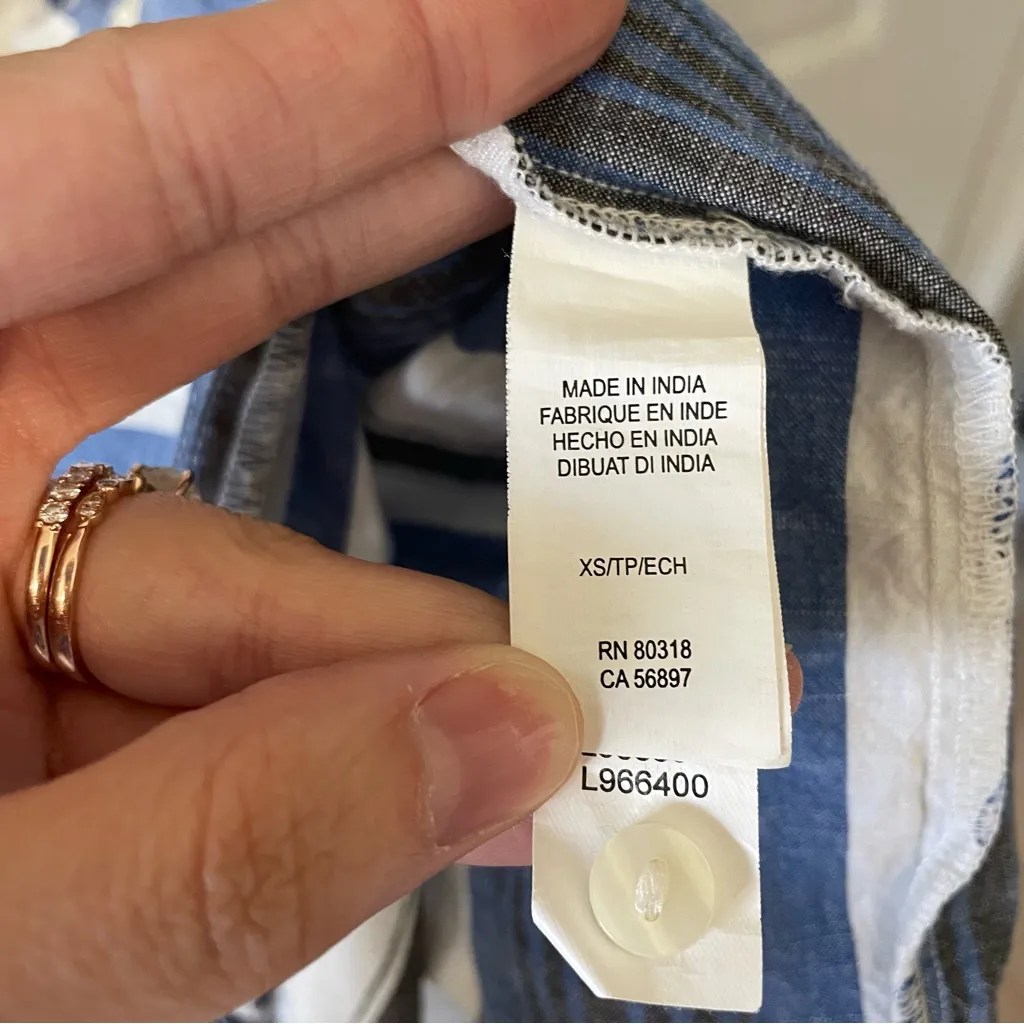 MADE IN INDIA
FABRIQUE EN INDE
HECHO EN INDIA
DIBUAT DI INDIA
XS/TP/ECH
RN 80318
CA 56897
L966400